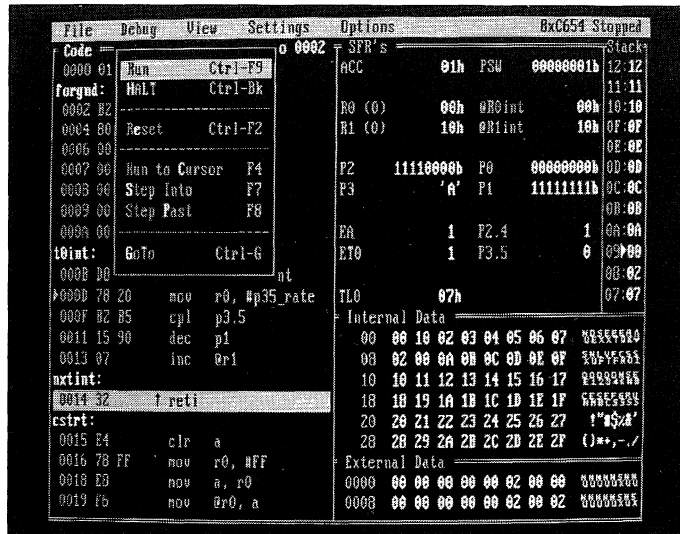 File Debug View Settings Options 8xC654 Stopped
Code o 0002
0000 01
forgnd:
0002 B2
0004 80
0006 00
0007 00
0008 00
0009 00
000A 00
t0int:
000B D8 nt
000D 78 20 mov r0, #p35_rate
000F B2 B5 cpl p3.5
0011 15 90 dec p1
0013 07 inc @r1
nxtint:
0014 32 ↑ reti
cstrt:
0015 E4 clr a
0016 78 FF mov r0, #FF
0018 E8 mov a, r0
0019 F6 mov @r0, a
Run Ctrl-F9
HALT Ctrl-Bk
Reset Ctrl-F2
Run to Cursor F4
Step Into F7
Step Past F8
GoTo Ctrl-G
SFR's
ACC 01h PSW 00000001b
R0 (0) 00h @R0int 00h
R1 (0) 10h @R1int 10h
P2 11110000b P0 00000000b
P3 'A' P1 11111111b
EA 1 P2.4 1
ET0 1 P3.5 0
TL0 07h
Stack
12:12
11:11
10:10
0F:0F
0E:0E
0D:0D
0C:0C
0B:0B
0A:0A
09 00
08:02
07:07
Internal Data
00 00 10 02 03 04 05 06 07
08 02 00 0A 0B 0C 0D 0E 0F
10 10 11 12 13 14 15 16 17
18 18 19 1A 1B 1C 1D 1E 1F
20 20 21 22 23 24 25 26 27 !"#$%&'
28 28 29 2A 2B 2C 2D 2E 2F ()*+,-./
External Data
0000 00 00 00 00 00 02 00 00
0008 00 00 00 00 00 02 00 02